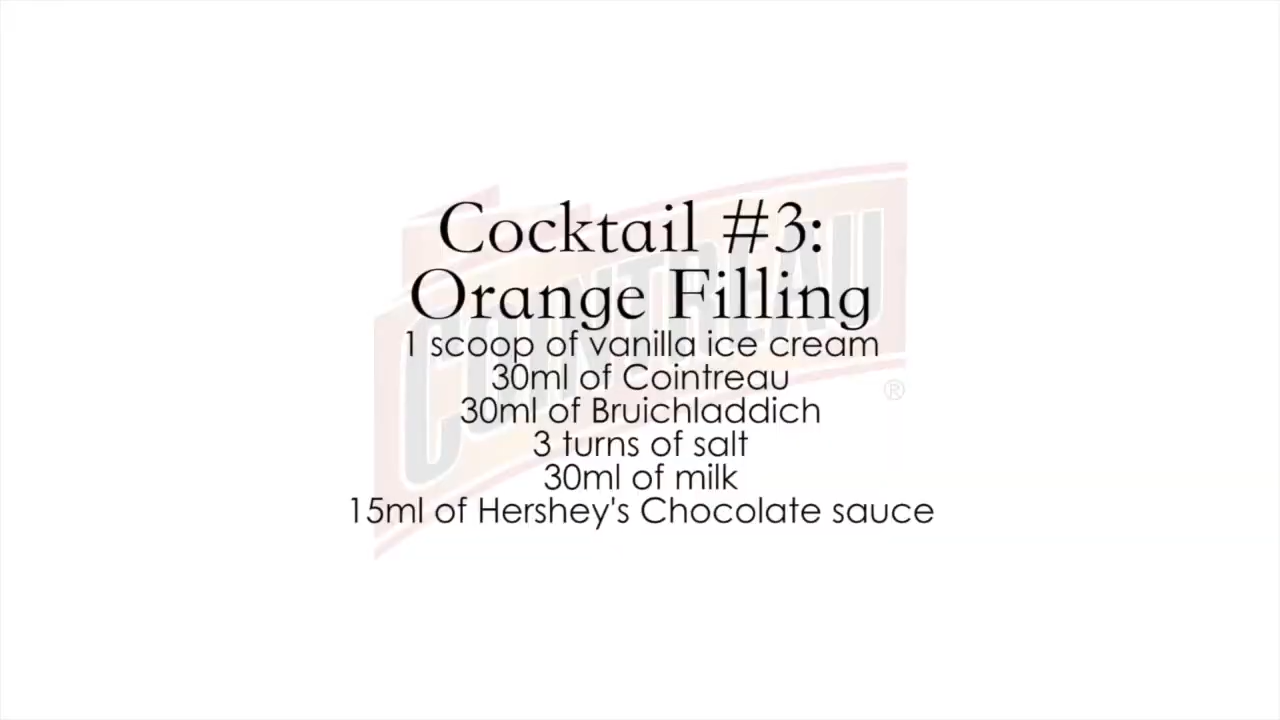 Cocktail #3:
Orange Filling
1 scoop of vanilla ice cream
30ml of Cointreau
30ml of Bruichladdich
3 turns of salt
30ml of milk
15ml of Hershey's Chocolate sauce
COINTREAU
®